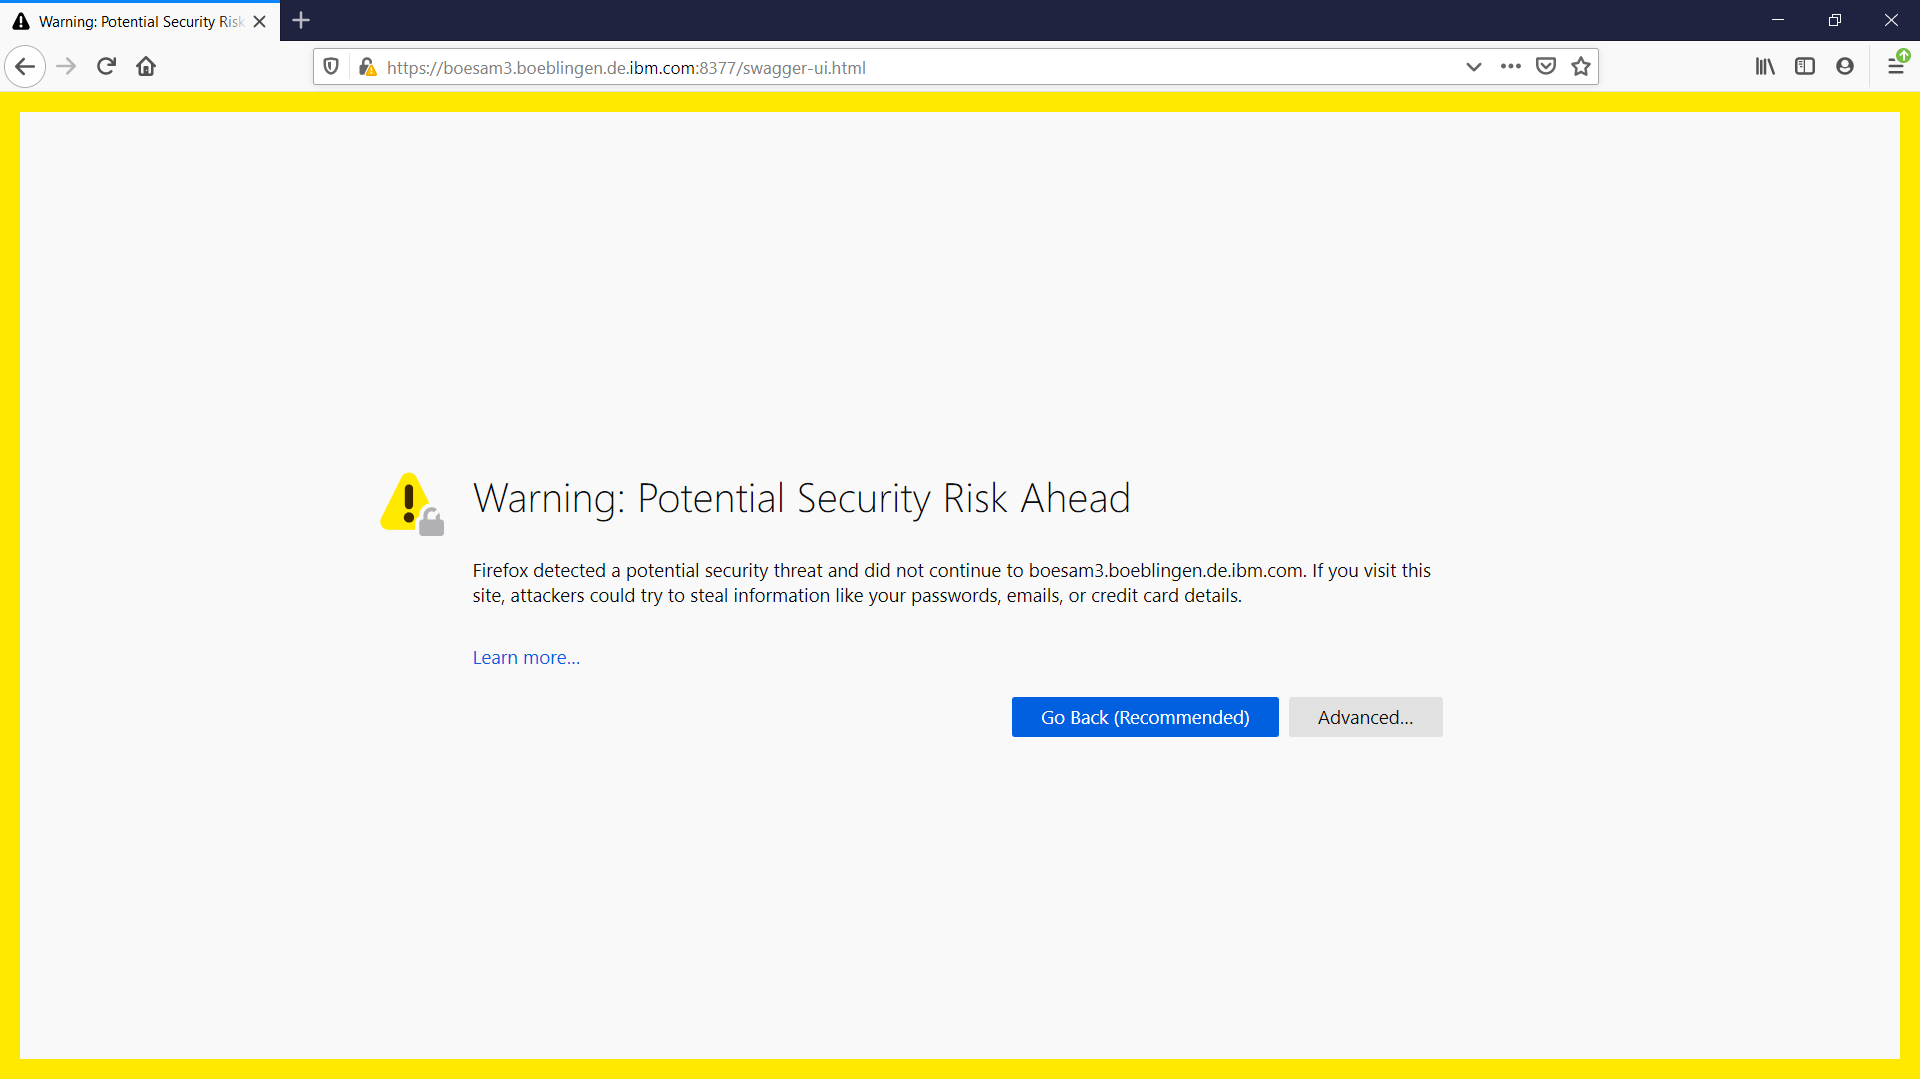 Warning: Potential Security Risk
https://boesam3.boeblingen.de.ibm.com:8377/swagger-ui.html
Warning: Potential Security Risk Ahead
Firefox detected a potential security threat and did not continue to boesam3.boeblingen.de.ibm.com. If you visit this
site, attackers could try to steal information like your passwords, emails, or credit card details.
Learn more…
Go Back (Recommended)
Advanced…